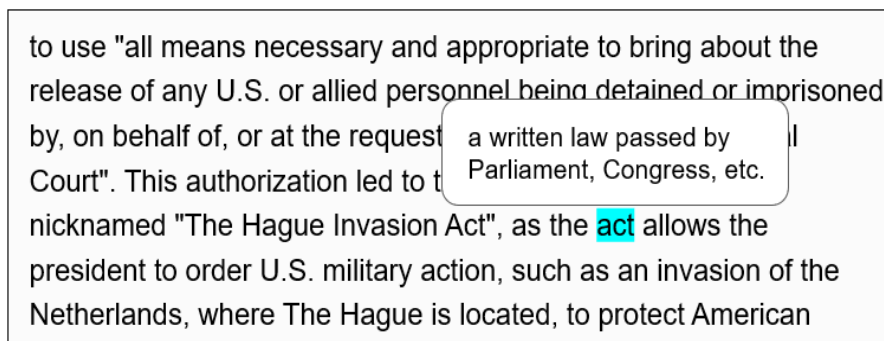 to use "all means necessary and appropriate to bring about the
release of any U.S. or allied personnel being detained or imprisoned
by, on behalf of, or at the request
a written law passed by
Parliament, Congress, etc.
Court". This authorization led to
nicknamed "The Hague Invasion Act", as the act allows the
president to order U.S. military action, such as an invasion of the
Netherlands, where The Hague is located, to protect American